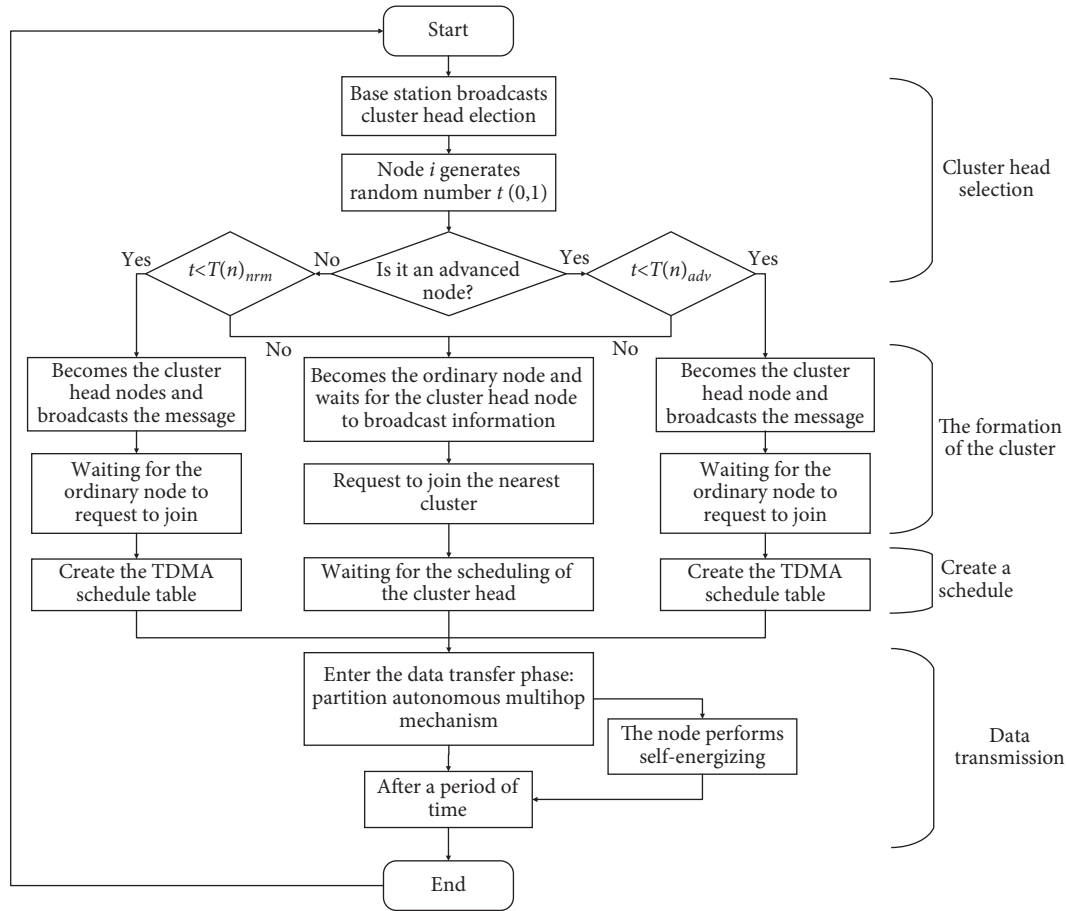 Start
Base station broadcasts
cluster head election
Node i generates
random number t (0,1)
Cluster head
selection
Yes
t<T(n)nrm
No
Is it an advanced
node?
Yes
t<T(n)adv
Yes
No
No
Becomes the cluster
head nodes and
broadcasts the message
Becomes the ordinary node and
waits for the cluster head node
to broadcast information
Becomes the cluster
head node and
broadcasts the message
The formation
of the cluster
Waiting for the
ordinary node to
request to join
Request to join the nearest
cluster
Waiting for the
ordinary node to
request to join
Create the TDMA
schedule table
Waiting for the scheduling of
the cluster head
Create the TDMA
schedule table
Create a
schedule
Enter the data transfer phase:
partition autonomous multihop
mechanism
The node performs
self-energizing
Data
transmission
After a period of
time
End